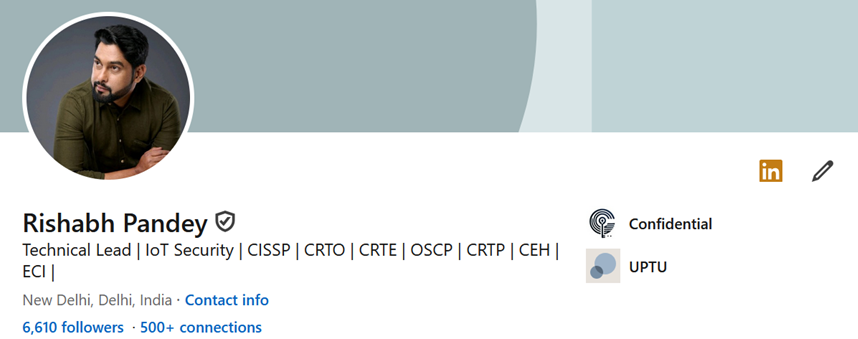 in
Rishabh Pandey
Technical Lead | IoT Security | CISSP | CRTO | CRTE | OSCP | CRTP | CEH |
ECI |
New Delhi, Delhi, India · Contact info
6,610 followers · 500+ connections
Confidential
UPTU